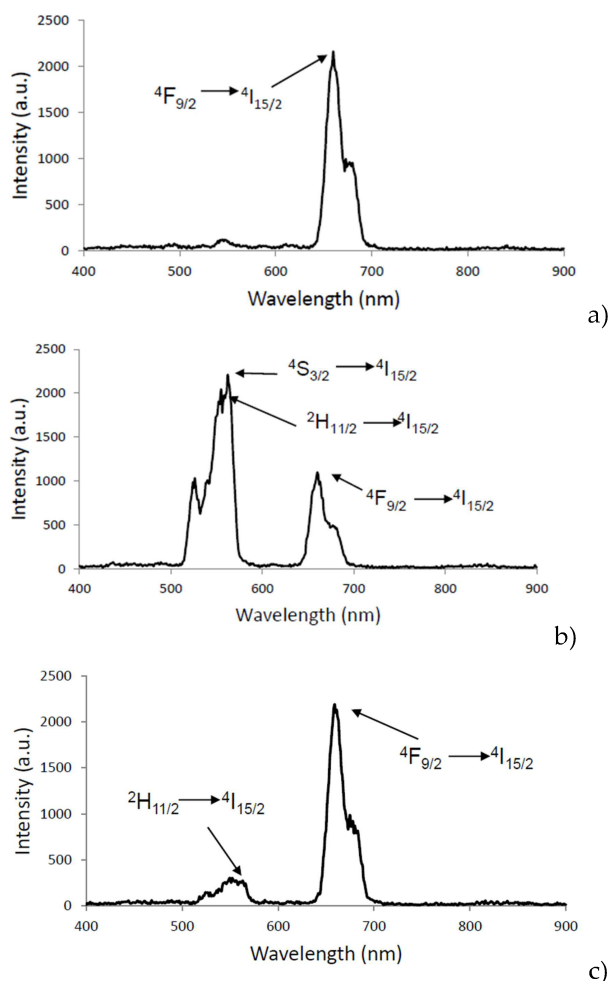 2500
2000
1500
1000
500
0
Intensity (a.u.)
⁴F₉/₂ → ⁴I₁₅/₂
400 500 600 700 800 900
Wavelength (nm)
a)
2500
2000
1500
1000
500
0
Intensity (a.u.)
⁴S₃/₂ → ⁴I₁₅/₂
²H₁₁/₂ → ⁴I₁₅/₂
⁴F₉/₂ → ⁴I₁₅/₂
400 500 600 700 800 900
Wavelength (nm)
b)
2500
2000
1500
1000
500
0
Intensity (a.u.)
⁴F₉/₂ → ⁴I₁₅/₂
²H₁₁/₂ → ⁴I₁₅/₂
400 500 600 700 800 900
Wavelength (nm)
c)